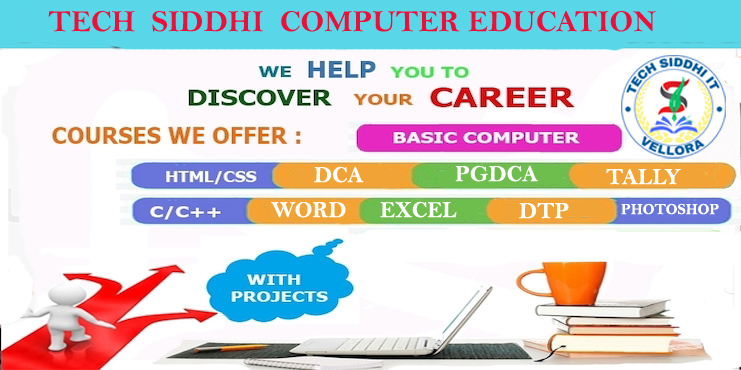 TECH SIDDHI COMPUTER EDUCATION
WE HELP YOU TO
DISCOVER YOUR CAREER
TECH SIDDHI IT
VELLORA
COURSES WE OFFER :
BASIC COMPUTER
HTML/CSS DCA PGDCA TALLY
C/C++ WORD EXCEL DTP PHOTOSHOP
WITH
PROJECTS